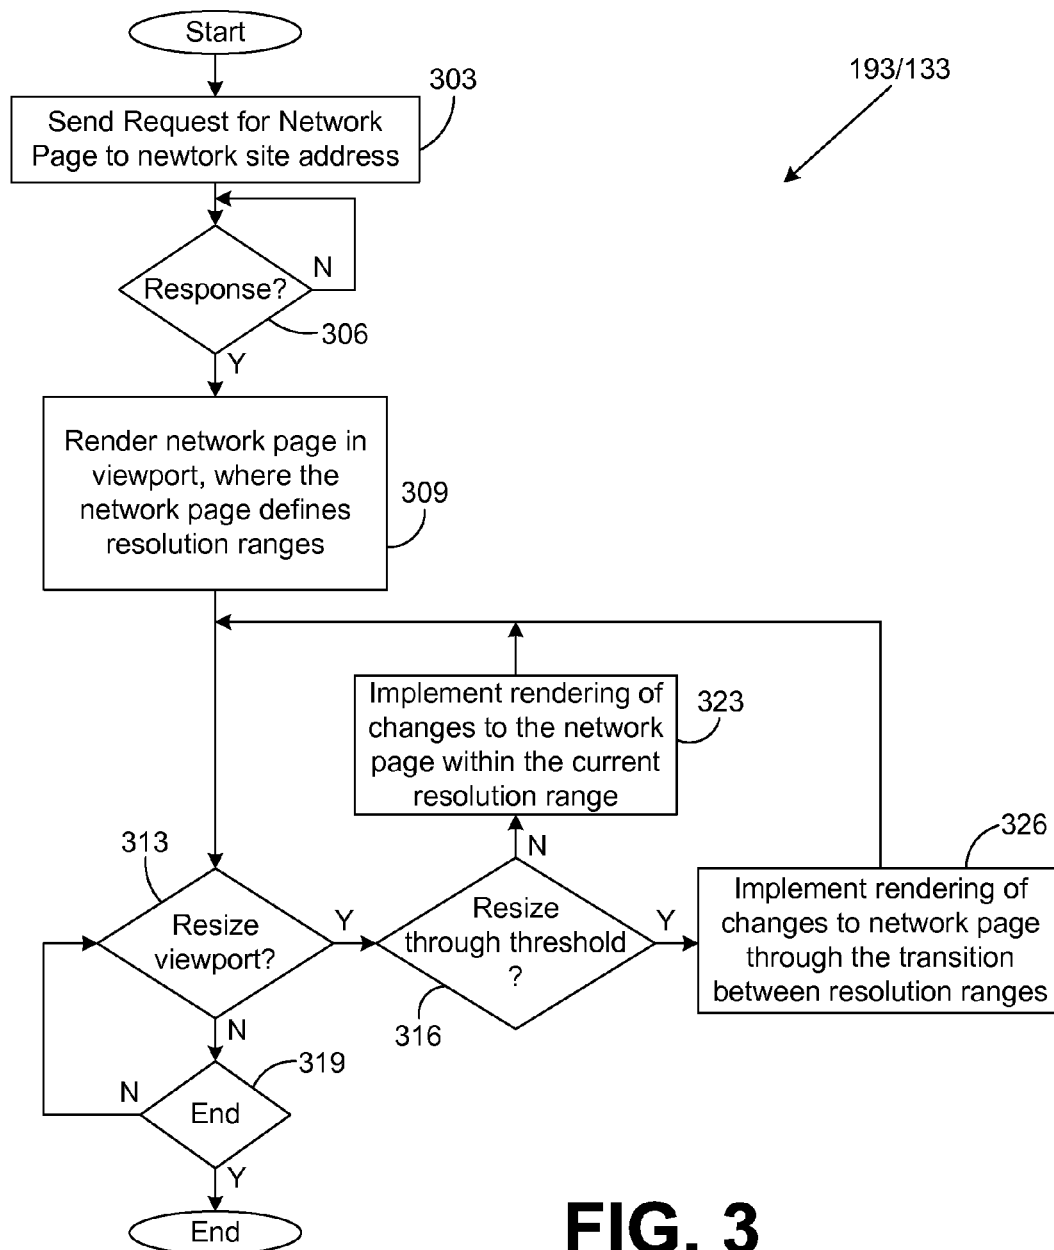 Start
193/133
303
Send Request for Network
Page to newtork site address
Response?
N
306
Y
Render network page in
viewport, where the
network page defines
resolution ranges
309
Implement rendering of
changes to the network
page within the current
resolution range
323
313
N
326
Resize
viewport?
Y
Resize
through threshold
?
Y
Implement rendering of
changes to network page
through the transition
between resolution ranges
316
N
319
N
End
Y
End
FIG. 3